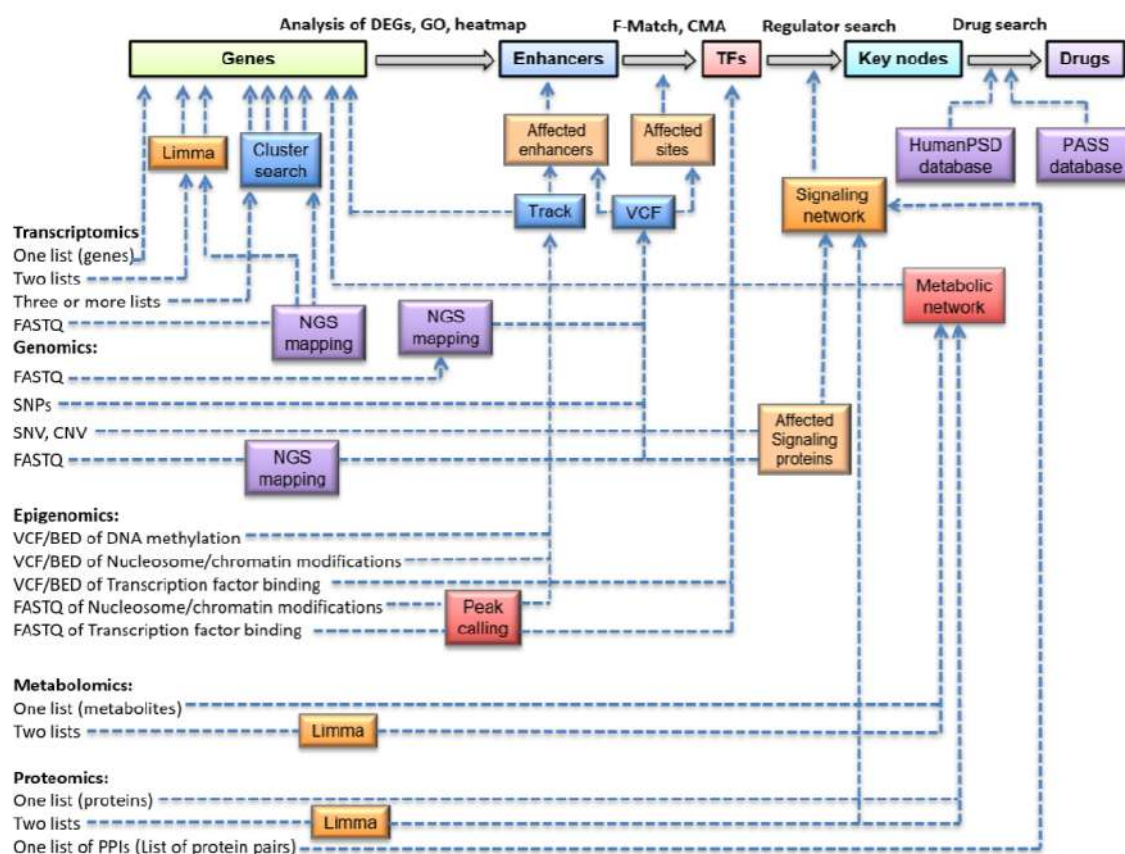 Analysis of DEGs, GO, heatmap
F-Match, CMA
Regulator search
Drug search
Genes
Enhancers
TFs
Key nodes
Drugs
Limma
Cluster
search
Affected
enhancers
Affected
sites
HumanPSD
database
PASS
database
Track
VCF
Signaling
network
Transcriptomics
One list (genes)
Two lists
Three or more lists
FASTQ
NGS
mapping
NGS
mapping
Metabolic
network
Genomics:
FASTQ
SNPs
SNV, CNV
FASTQ
NGS
mapping
Affected
Signaling
proteins
Epigenomics:
VCF/BED of DNA methylation
VCF/BED of Nucleosome/chromatin modifications
VCF/BED of Transcription factor binding
FASTQ of Nucleosome/chromatin modifications
FASTQ of Transcription factor binding
Peak
calling
Metabolomics:
One list (metabolites)
Two lists
Limma
Proteomics:
One list (proteins)
Two lists
Limma
One list of PPIs (List of protein pairs)